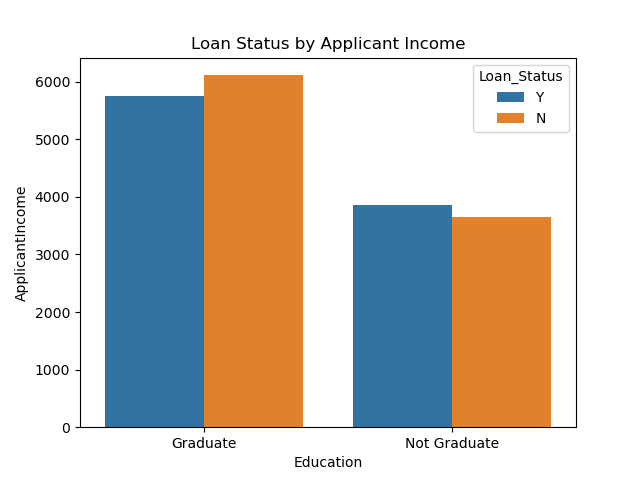 Loan Status by Applicant Income
Loan_Status
Y
N
ApplicantIncome
6000
5000
4000
3000
2000
1000
0
Graduate
Not Graduate
Education